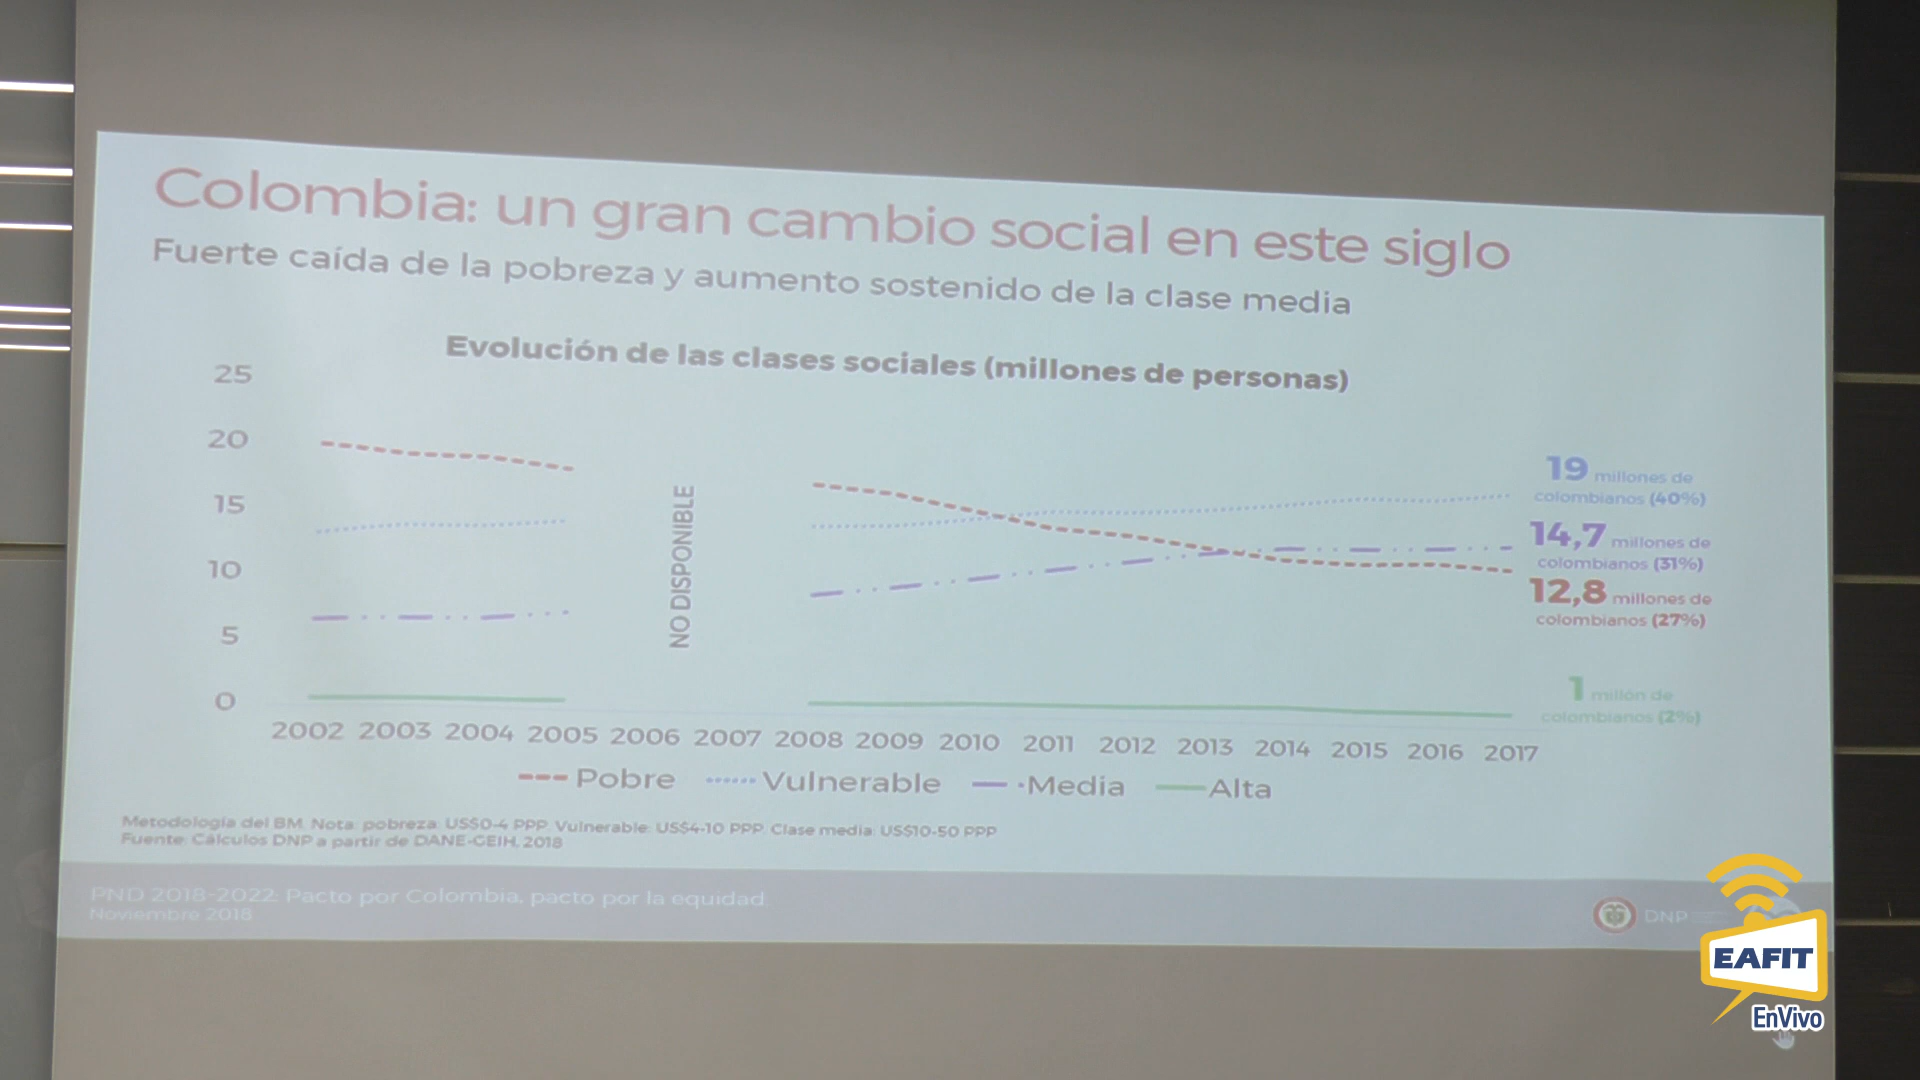 Colombia: un gran cambio social en este siglo
Fuerte caída de la pobreza y aumento sostenido de la clase media
Evolución de las clases sociales (millones de personas)
25
20
15
10
5
0
NO DISPONIBLE
19 millones de
colombianos (40%)
14,7 millones de
colombianos (31%)
12,8 millones de
colombianos (27%)
1 millón de
colombianos (2%)
2002 2003 2004 2005 2006 2007 2008 2009 2010 2011 2012 2013 2014 2015 2016 2017
Pobre Vulnerable Media Alta
Metodología del BM. Nota: pobreza: US$0-4 PPP. Vulnerable: US$4-10 PPP. Clase media: US$10-50 PPP
Fuente: Cálculos DNP a partir de DANE-GEIH, 2018
PND 2018-2022: Pacto por Colombia, pacto por la equidad.
Noviembre 2018
DNP
EAFIT
EnVivo